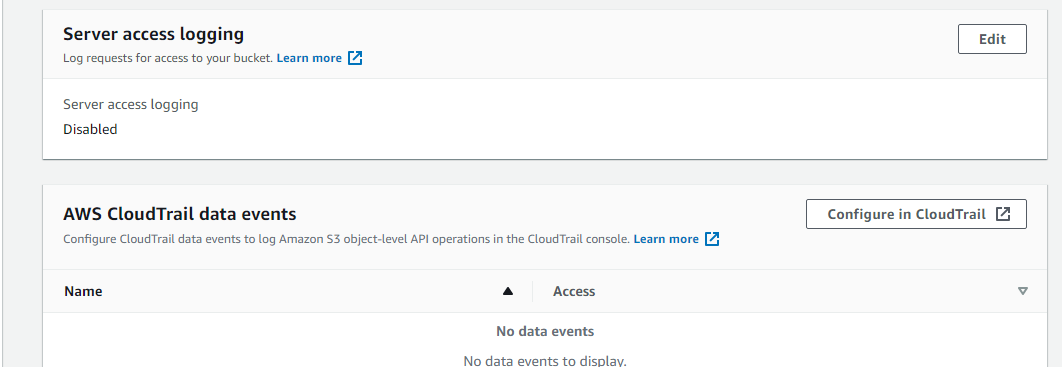 Server access logging
Edit
Log requests for access to your bucket. Learn more
Server access logging
Disabled
AWS CloudTrail data events
Configure in CloudTrail
Configure CloudTrail data events to log Amazon S3 object-level API operations in the CloudTrail console. Learn more
Name
Access
No data events
No data events to display.